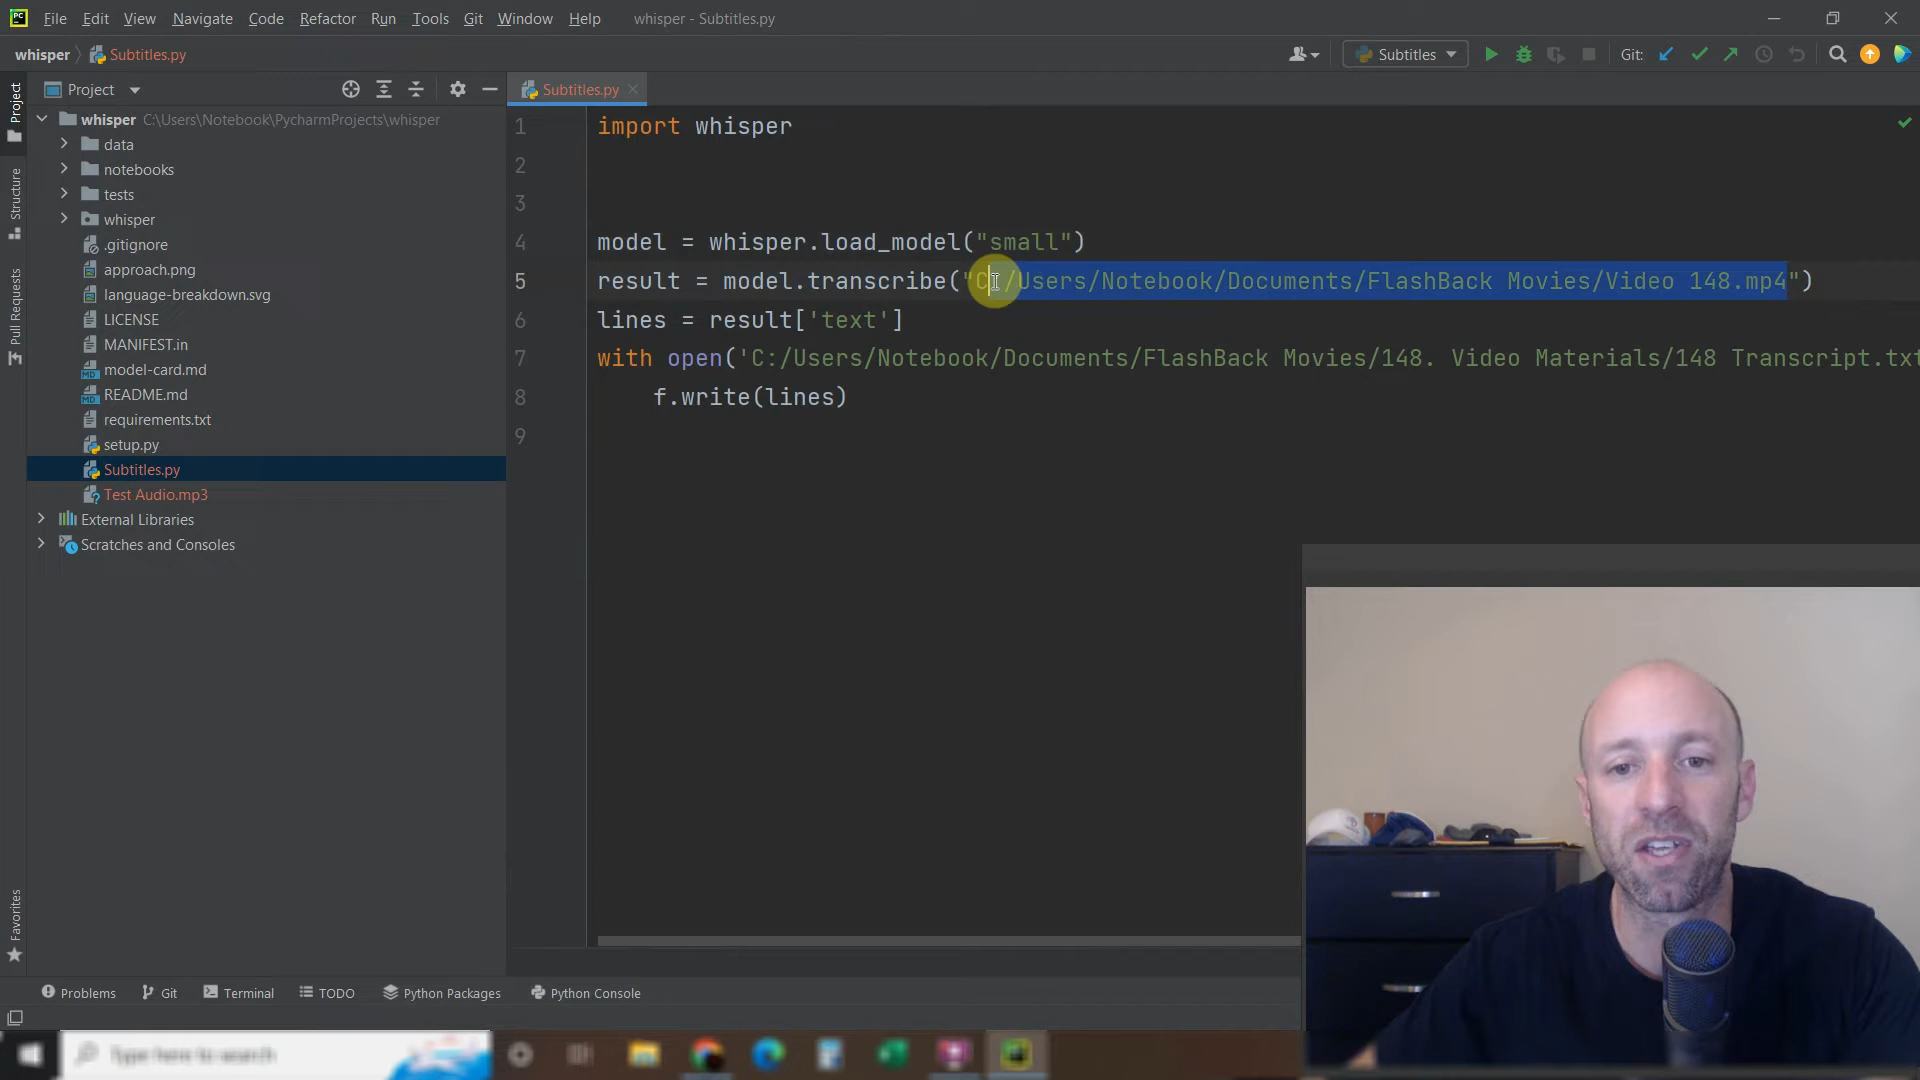 File Edit View Navigate Code Refactor Run Tools Git Window Help whisper - Subtitles.py
whisper Subtitles.py Subtitles Git:
Project Subtitles.py
whisper C:\Users\Notebook\PycharmProjects\whisper
data
notebooks
tests
whisper
.gitignore
approach.png
language-breakdown.svg
LICENSE
MANIFEST.in
model-card.md
README.md
requirements.txt
setup.py
Subtitles.py
Test Audio.mp3
External Libraries
Scratches and Consoles
Project
Structure
Pull Requests
Favorites
1 import whisper
2
3
4 model = whisper.load_model("small")
5 result = model.transcribe("C:/Users/Notebook/Documents/FlashBack Movies/Video 148.mp4")
6 lines = result['text']
7 with open('C:/Users/Notebook/Documents/FlashBack Movies/148. Video Materials/148 Transcript.txt
8 f.write(lines)
9
Problems Git Terminal TODO Python Packages Python Console
Type here to search